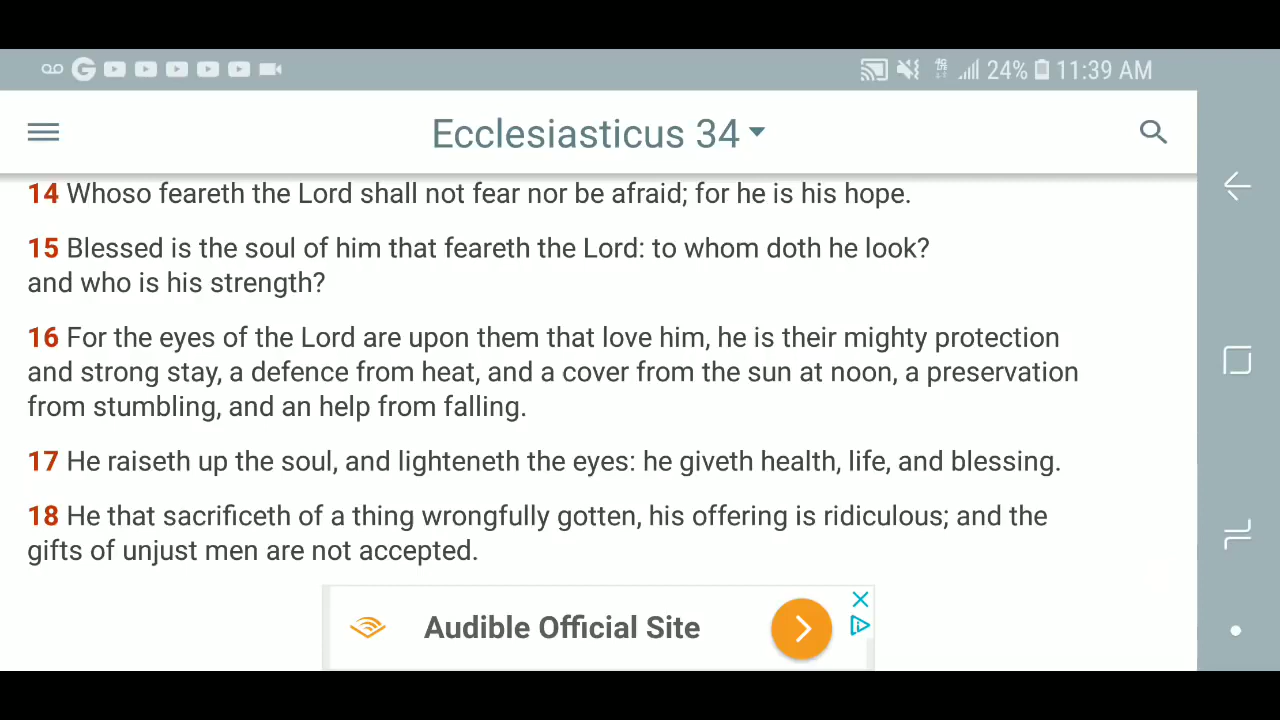 24% 11:39 AM
Ecclesiasticus 34
14 Whoso feareth the Lord shall not fear nor be afraid; for he is his hope.
15 Blessed is the soul of him that feareth the Lord: to whom doth he look?
and who is his strength?
16 For the eyes of the Lord are upon them that love him, he is their mighty protection
and strong stay, a defence from heat, and a cover from the sun at noon, a preservation
from stumbling, and an help from falling.
17 He raiseth up the soul, and lighteneth the eyes: he giveth health, life, and blessing.
18 He that sacrificeth of a thing wrongfully gotten, his offering is ridiculous; and the
gifts of unjust men are not accepted.
Audible Official Site